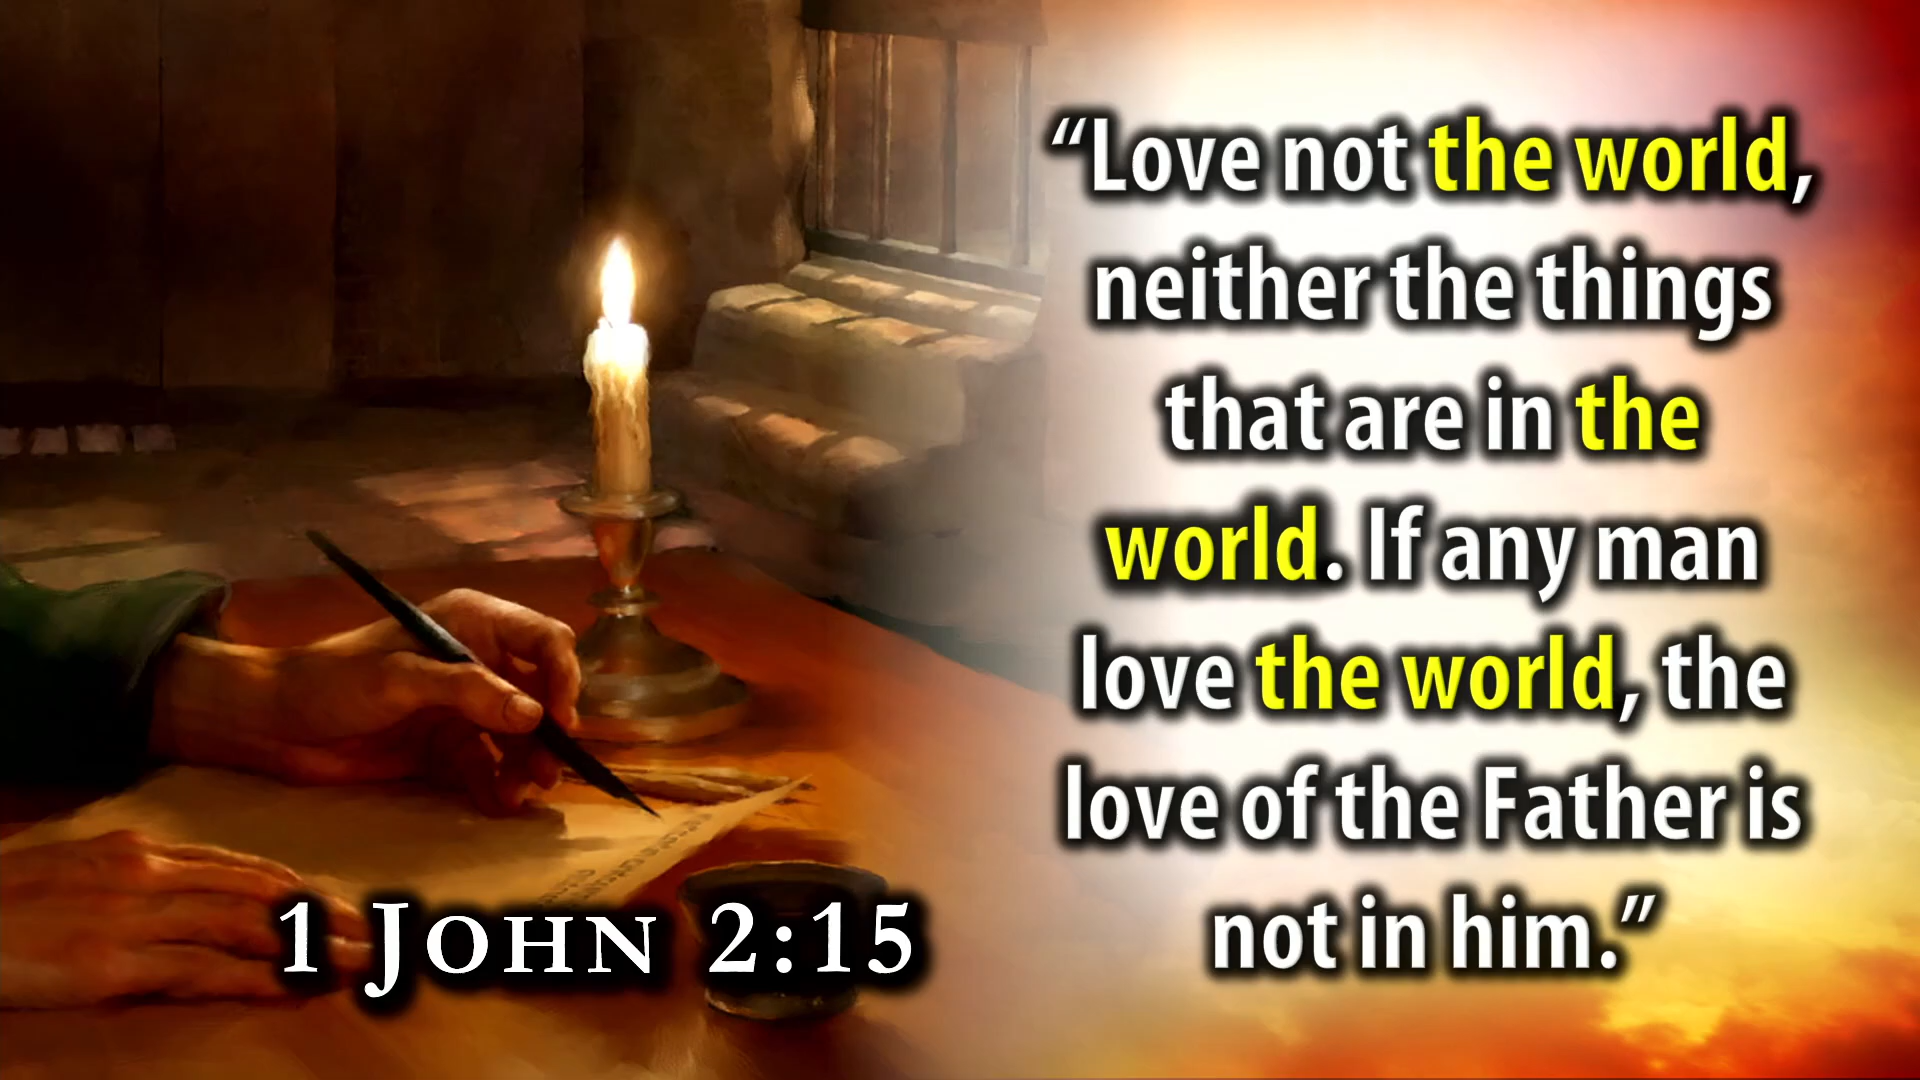 “Love not the world,
neither the things
that are in the
world. If any man
love the world, the
love of the Father is
not in him.”
1 John 2:15